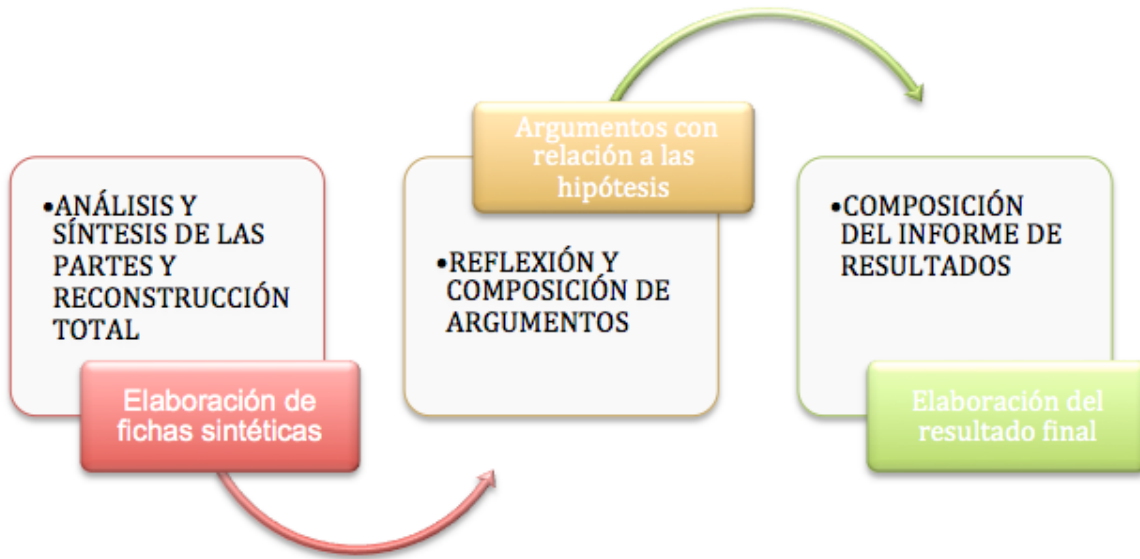 •ANÁLISIS Y
SÍNTESIS DE LAS
PARTES Y
RECONSTRUCCIÓN
TOTAL
Elaboración de
fichas sintéticas
Argumentos con
relación a las
hipótesis
•REFLEXIÓN Y
COMPOSICIÓN DE
ARGUMENTOS
•COMPOSICIÓN
DEL INFORME DE
RESULTADOS
Elaboración del
resultado final